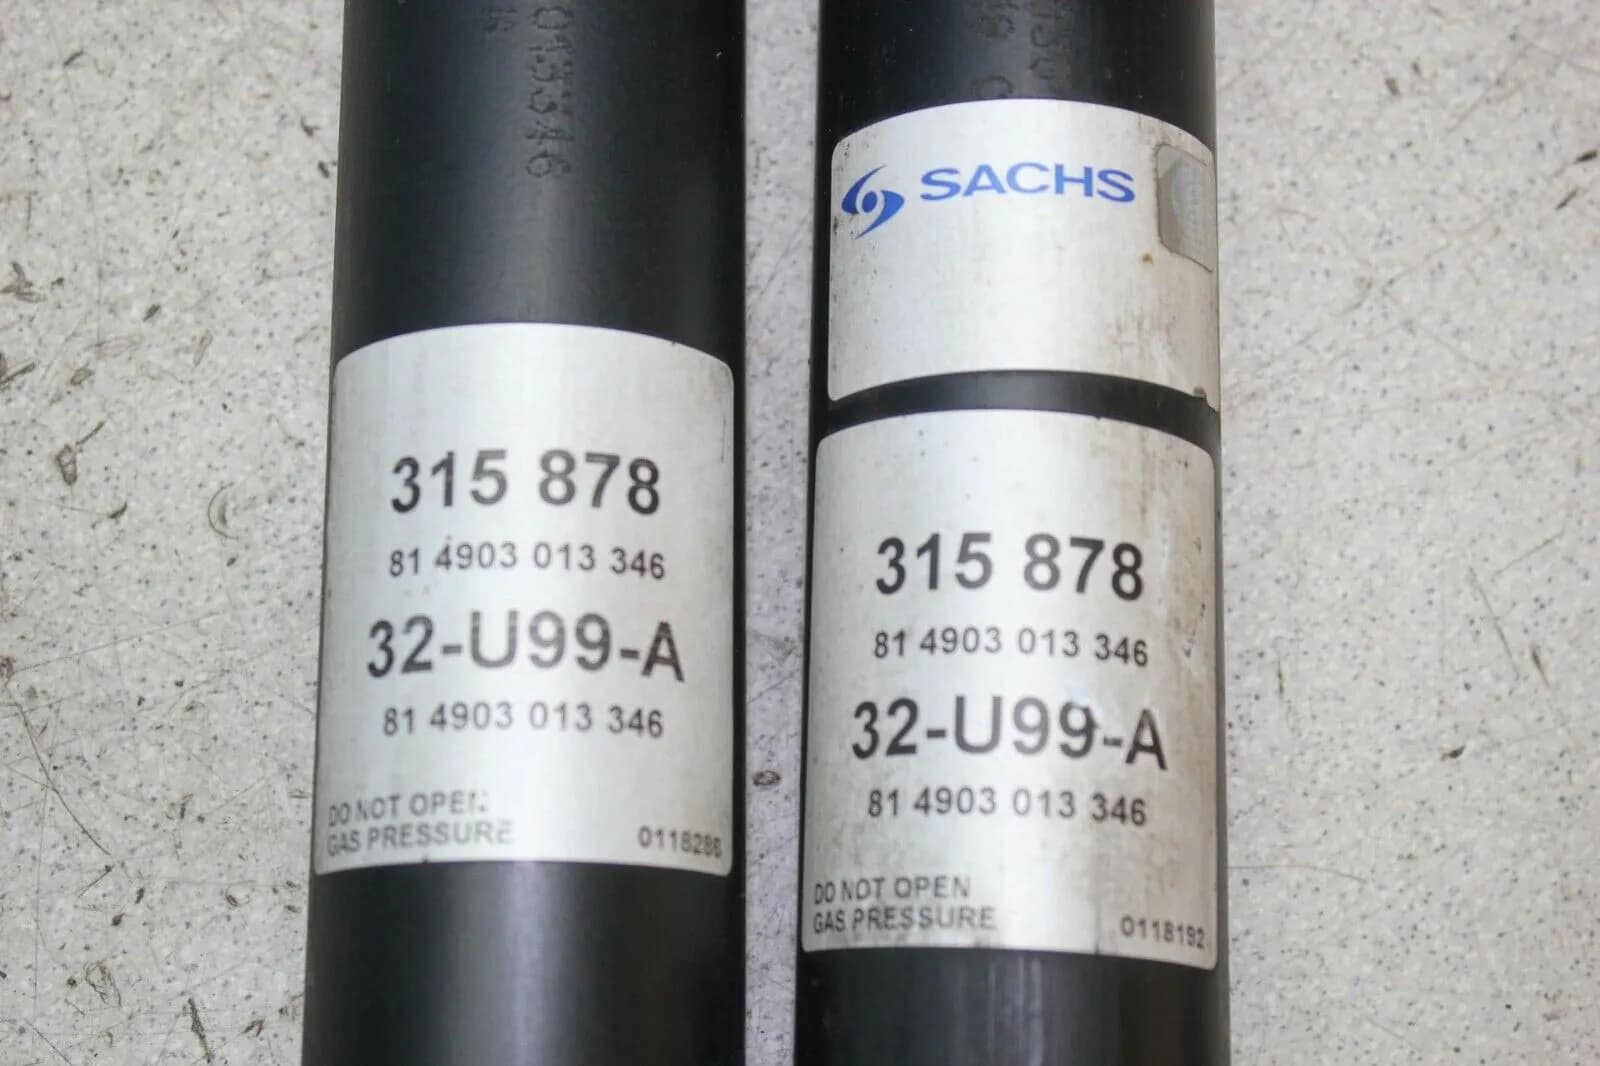 013346
315 878
81 4903 013 346
32-U99-A
81 4903 013 346
DO NOT OPEN
GAS PRESSURE
SACHS
315 878
81 4903 013 346
32-U99-A
81 4903 013 346
DO NOT OPEN
GAS PRESSURE
0118192